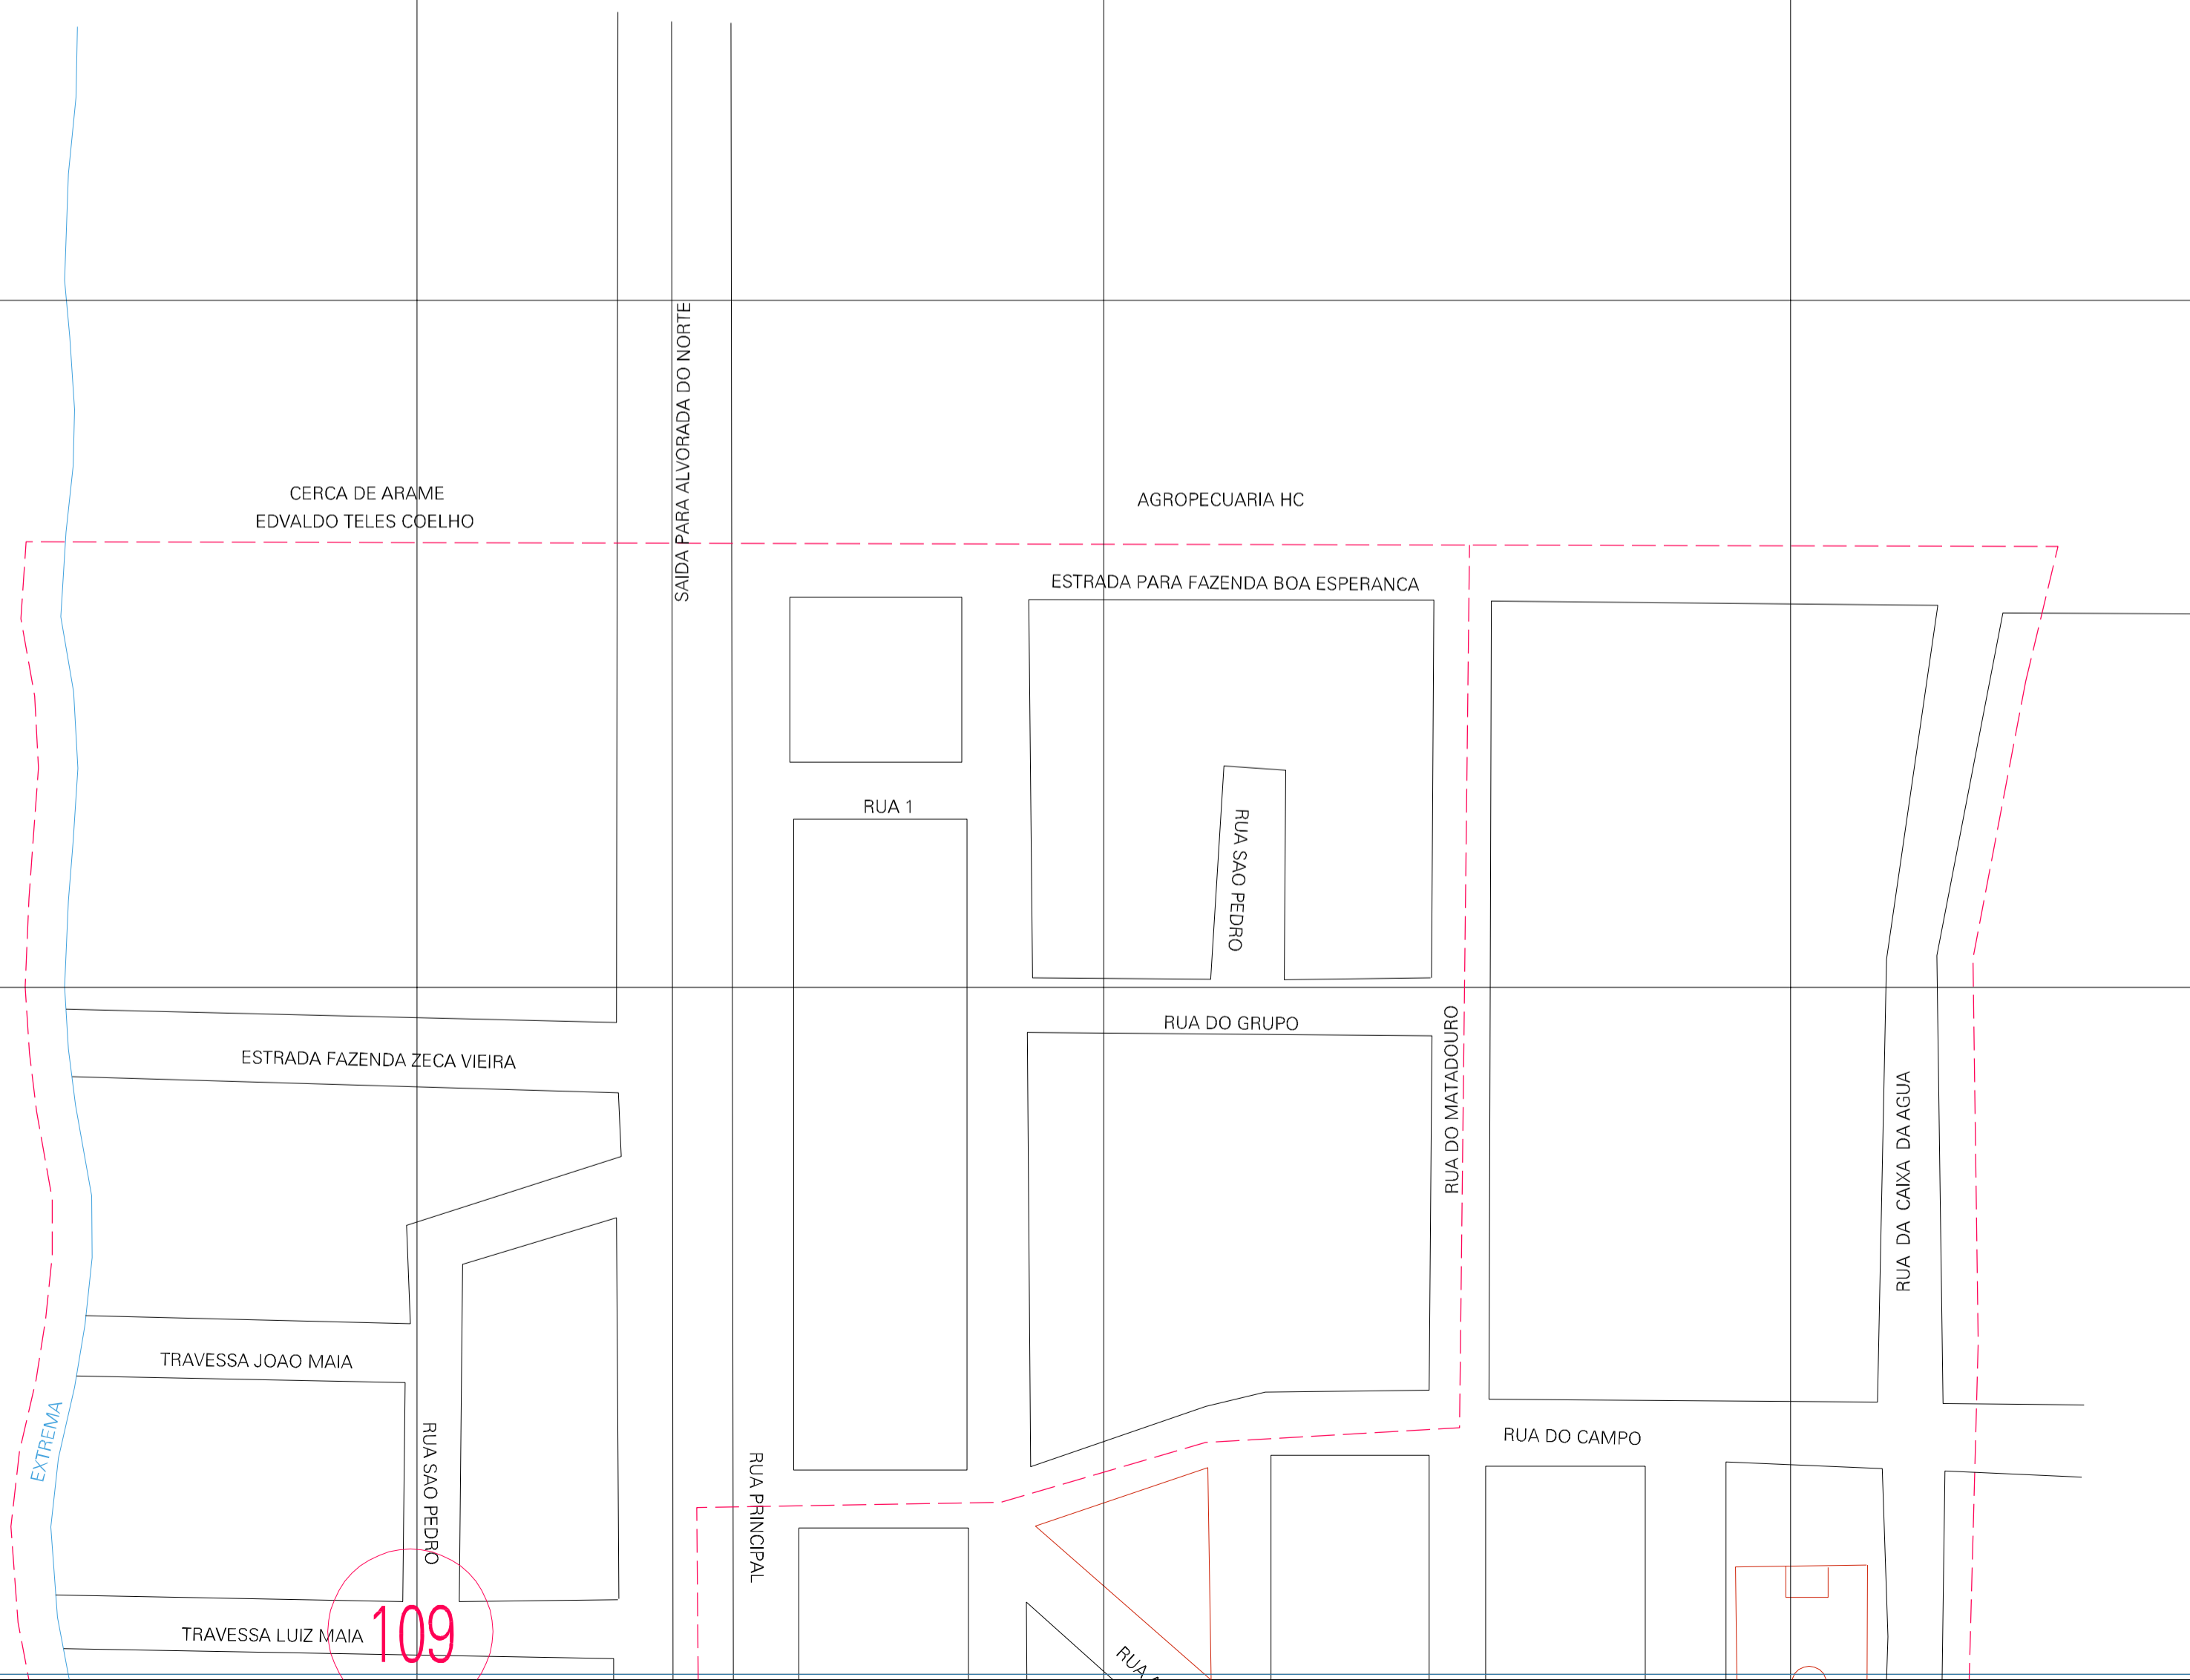 SAIDA PARA ALVORADA DO NORTE
CERCA DE ARAME
EDVALDO TELES COELHO
AGROPECUARIA HC
ESTRADA PARA FAZENDA BOA ESPERANCA
RUA 1
RUA SAO PEDRO
RUA DO GRUPO
RUA DO MATADOURO
ESTRADA FAZENDA ZECA VIEIRA
RUA DA CAIXA DA AGUA
TRAVESSA JOAO MAIA
EXTREMA
RUA SAO PEDRO
RUA PRINCIPAL
RUA DO CAMPO
TRAVESSA LUIZ MAIA
109
RUA